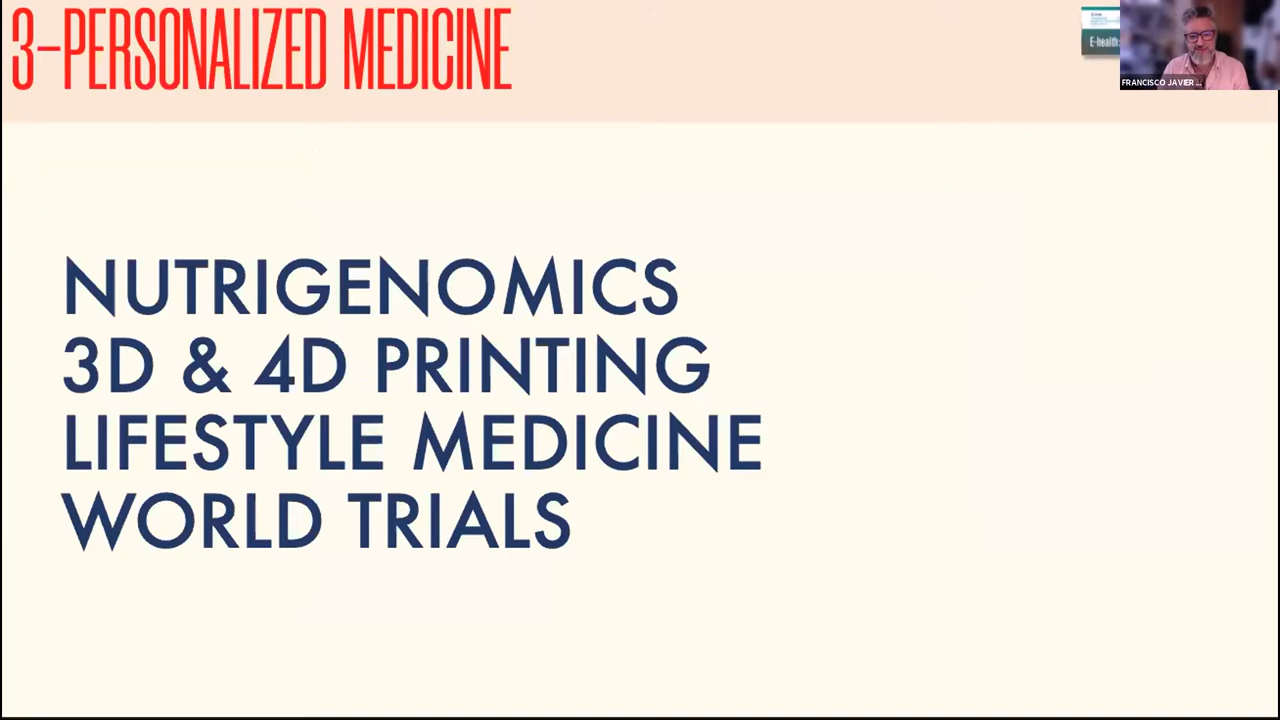 3-PERSONALIZED MEDICINE
E-health
FRANCISCO JAVIER ...
NUTRIGENOMICS
3D & 4D PRINTING
LIFESTYLE MEDICINE
WORLD TRIALS